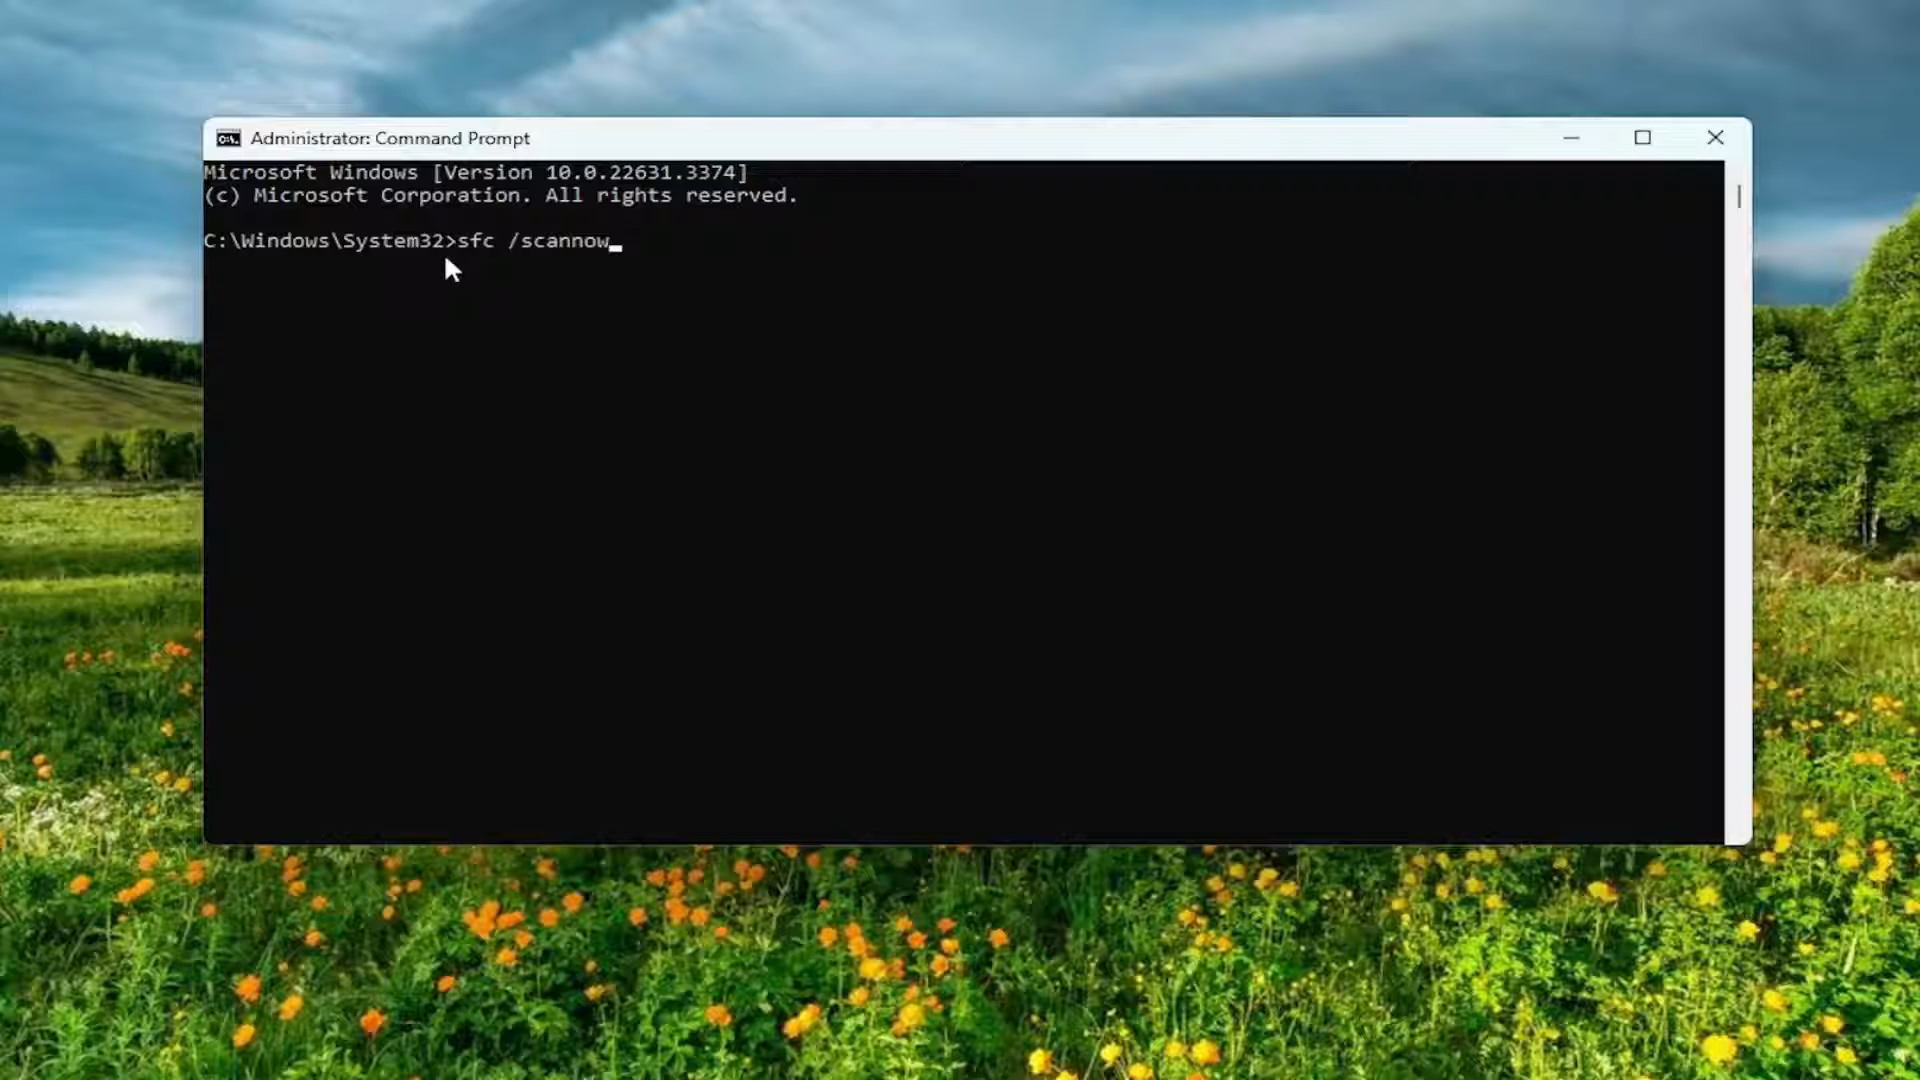 Administrator: Command Prompt
Microsoft Windows [Version 10.0.22631.3374]
(c) Microsoft Corporation. All rights reserved.
C:\Windows\System32>sfc /scannow